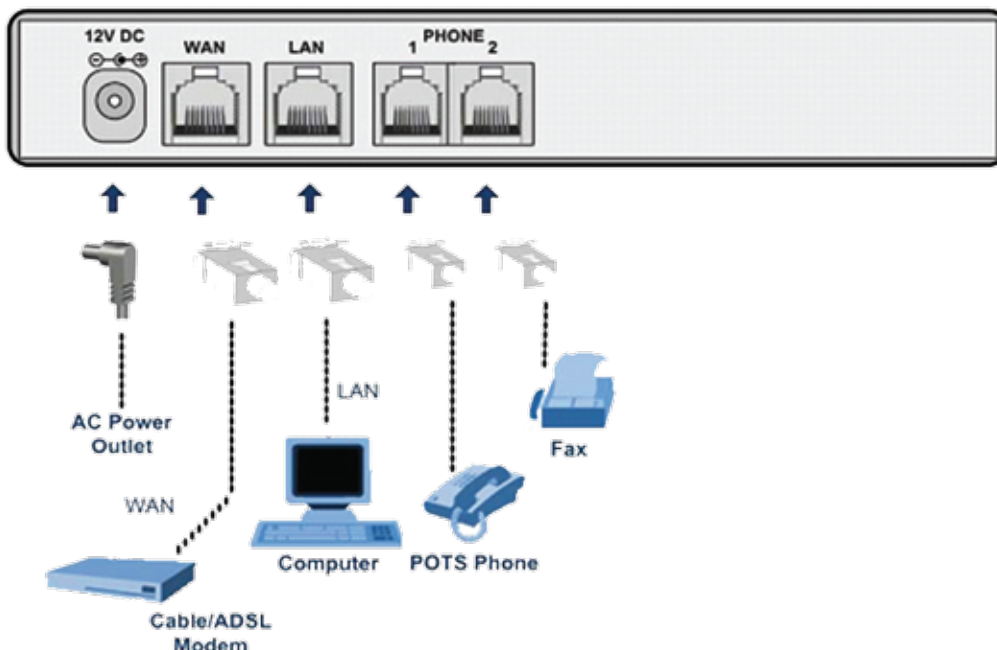 12V DC
WAN
LAN
PHONE
1 2
LAN
AC Power
Outlet
Fax
WAN
Computer
POTS Phone
Cable/ADSL
Modem